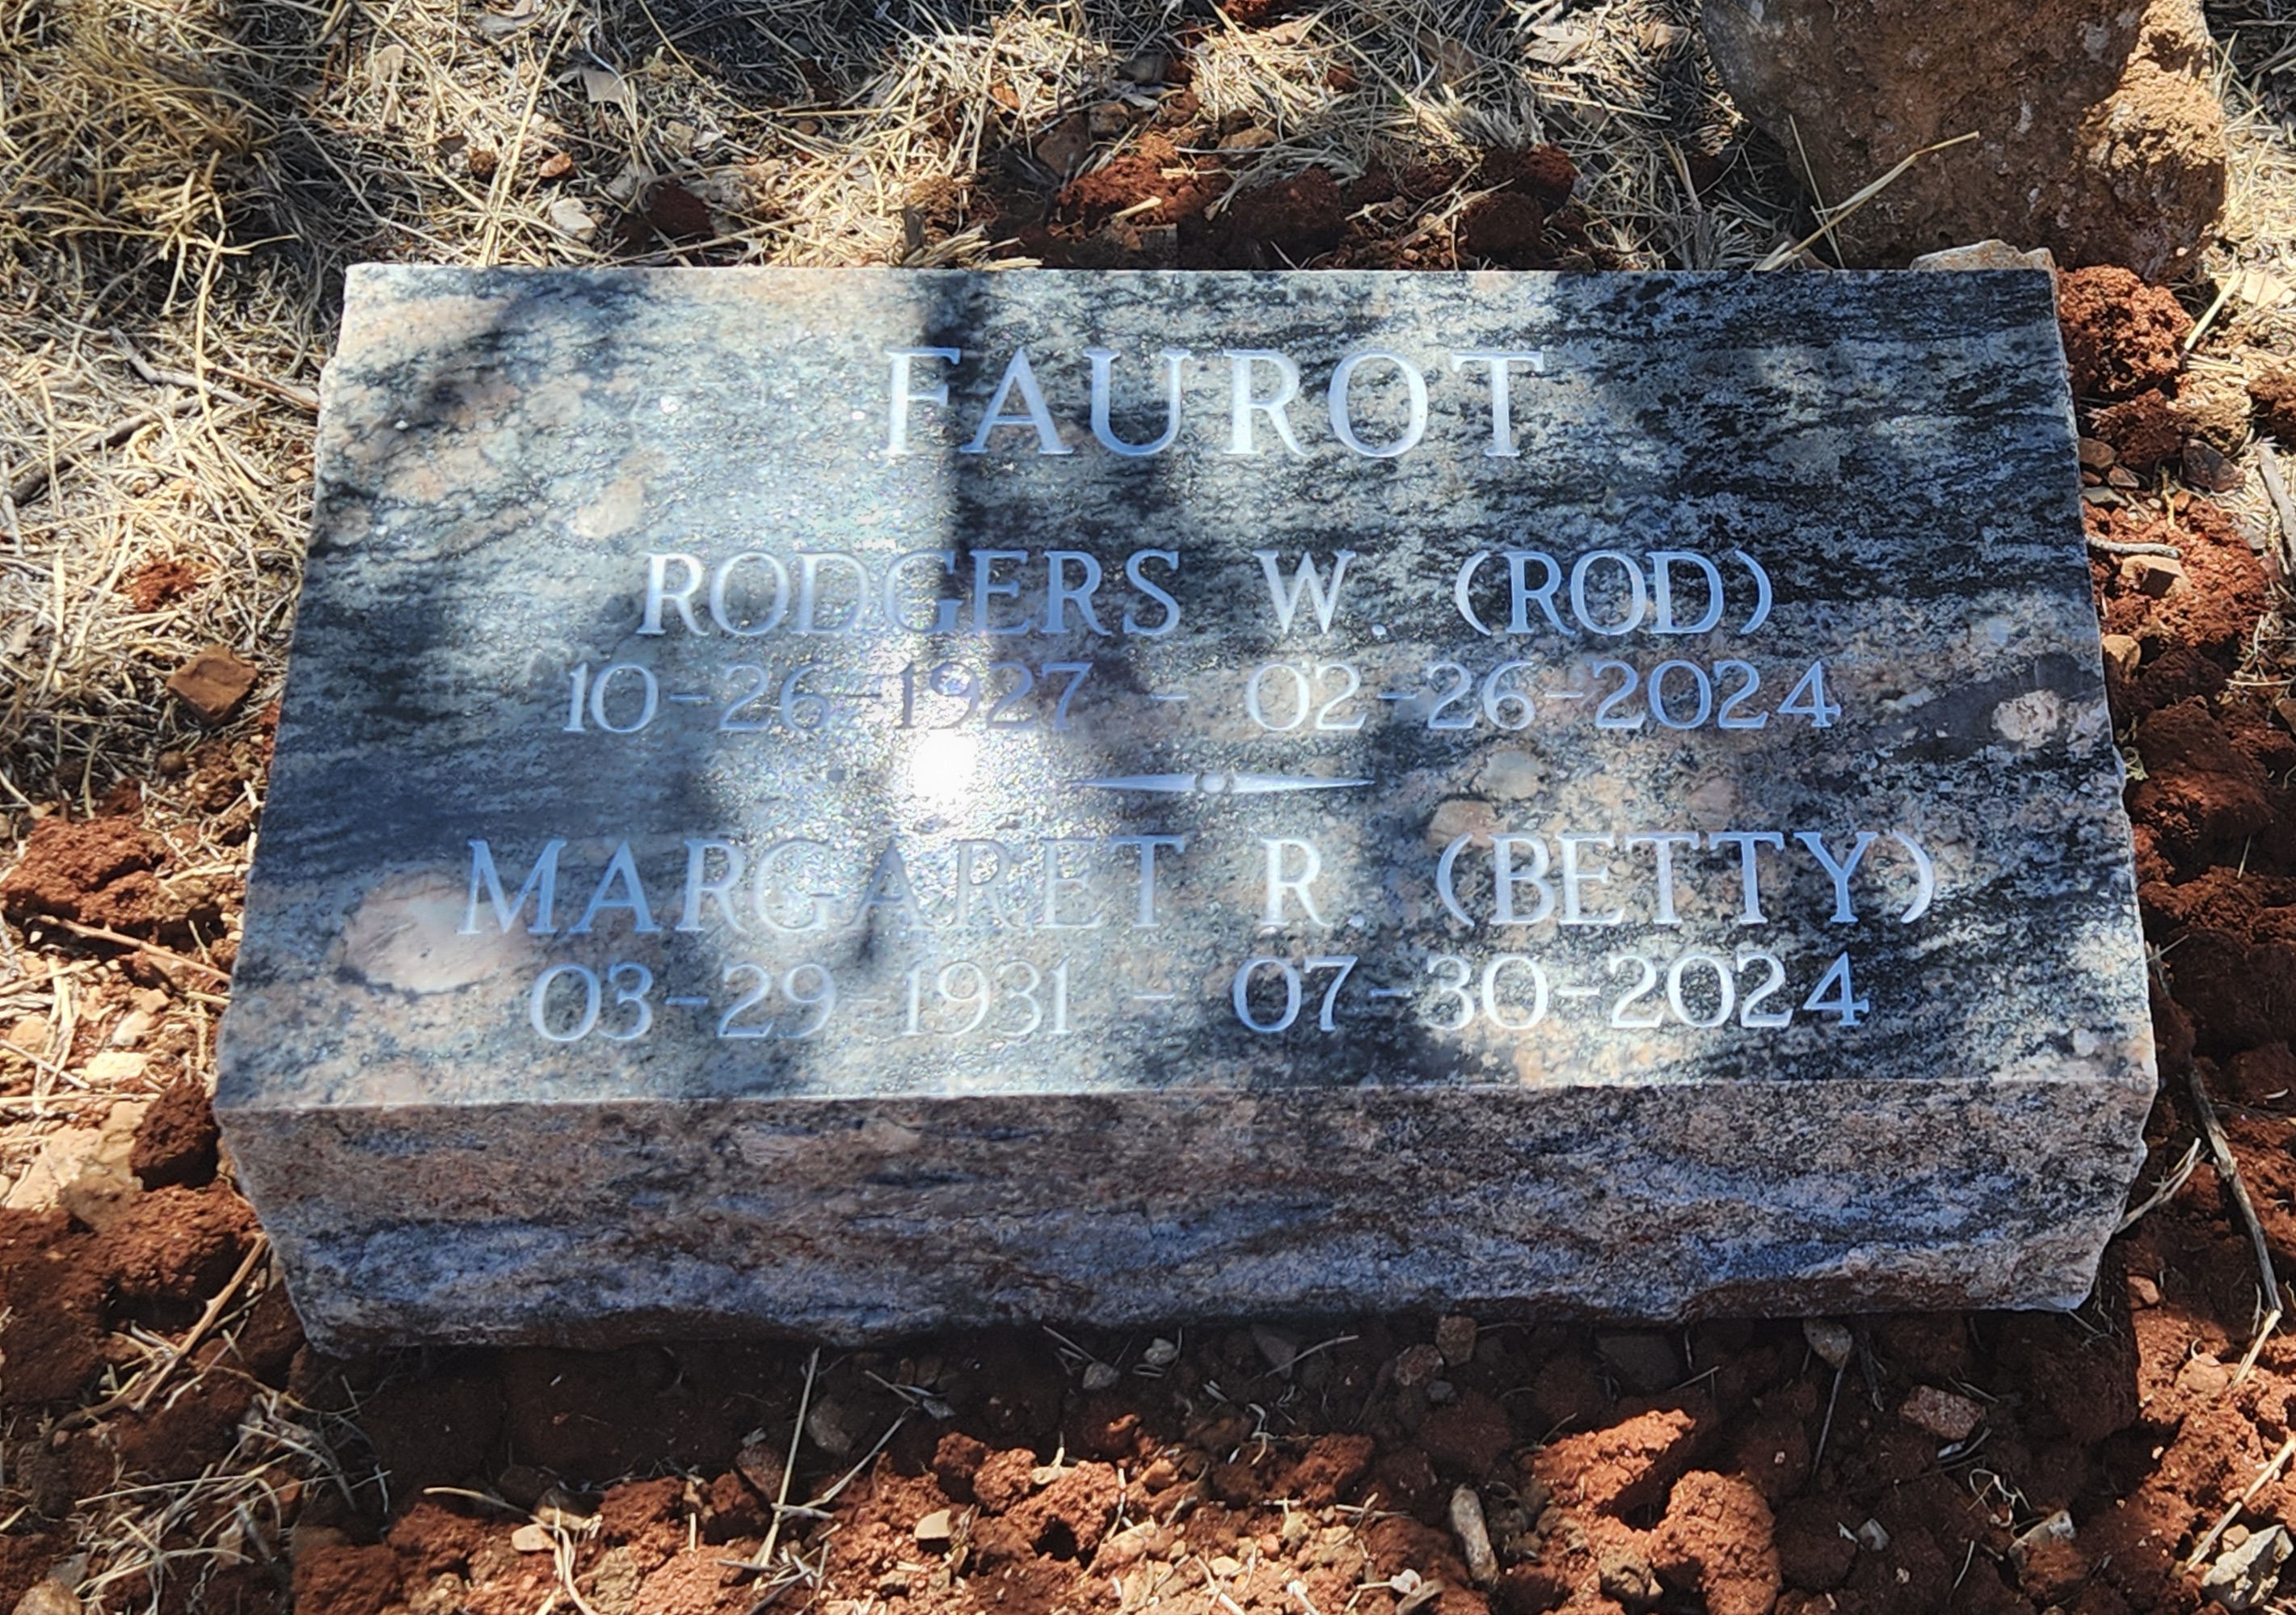 FAUROT
RODGERS W. (ROD)
10-26-1927 - 02-26-2024
MARGARET R. (BETTY)
03-29-1931 - 07-30-2024